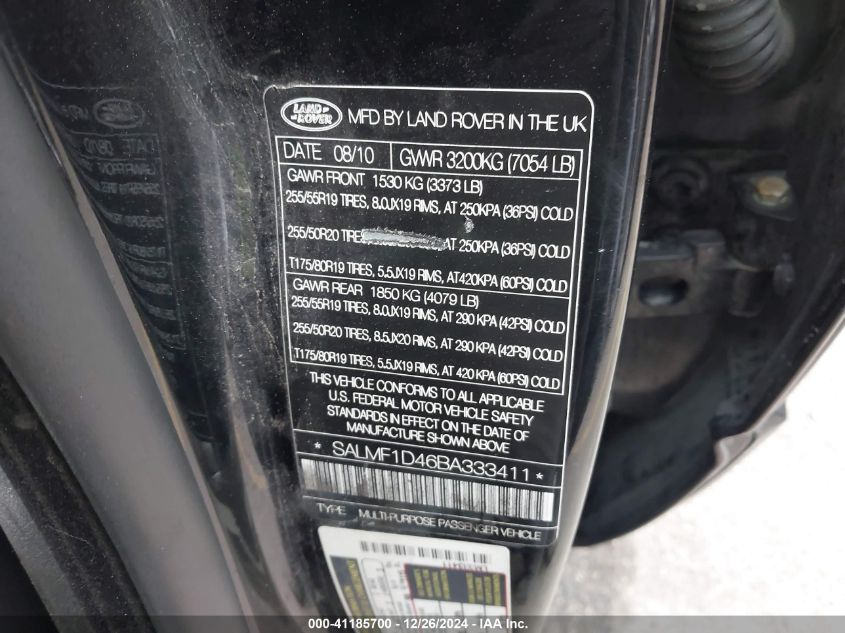 LAND-
-ROVER
MFD BY LAND ROVER IN THE UK
DATE 08/10 GWWR 3200KG (7054 LB)
GAWR FRONT 1530 KG (3373 LB)
255/55R19 TIRES, 8.0JX19 RIMS, AT 250KPA (36PSI) COLD
255/50R20 TIRES AT 250KPA (36PSI) COLD
T175/80R19 TIRES, 5.5JX19 RIMS, AT 420KPA (60PSI) COLD
GAWR REAR 1850 KG (4079 LB)
255/55R19 TIRES, 8.0JX19 RIMS, AT 290 KPA (42PSI) COLD
255/50R20 TIRES, 8.5JX20 RIMS, AT 290 KPA (42PSI) COLD
T175/80R19 TIRES, 5.5JX19 RIMS, AT 420 KPA (60PSI) COLD
THIS VEHICLE CONFORMS TO ALL APPLICABLE
U.S. FEDERAL MOTOR VEHICLE SAFETY
STANDARDS IN EFFECT ON THE DATE OF
MANUFACTURE SHOWN ABOVE
* SALMF1D46BA333411 *
TYPE MULTI-PURPOSE PASSENGER VEHICLE
000-41185700 - 12/26/2024 - IAA Inc.